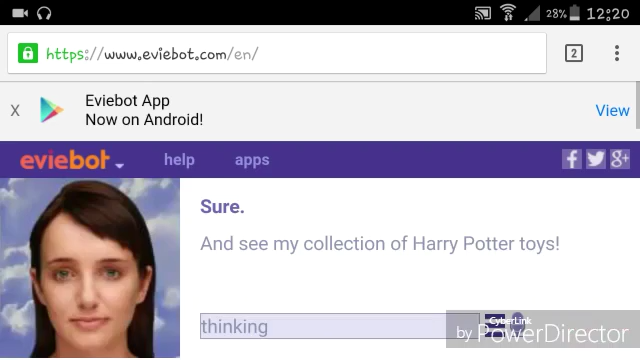 28% 12:20
https://www.eviebot.com/en/
2
X
Eviebot App
Now on Android!
View
eviebot
help
apps
f
g+
Sure.
And see my collection of Harry Potter toys!
thinking
CyberLink
by PowerDirector